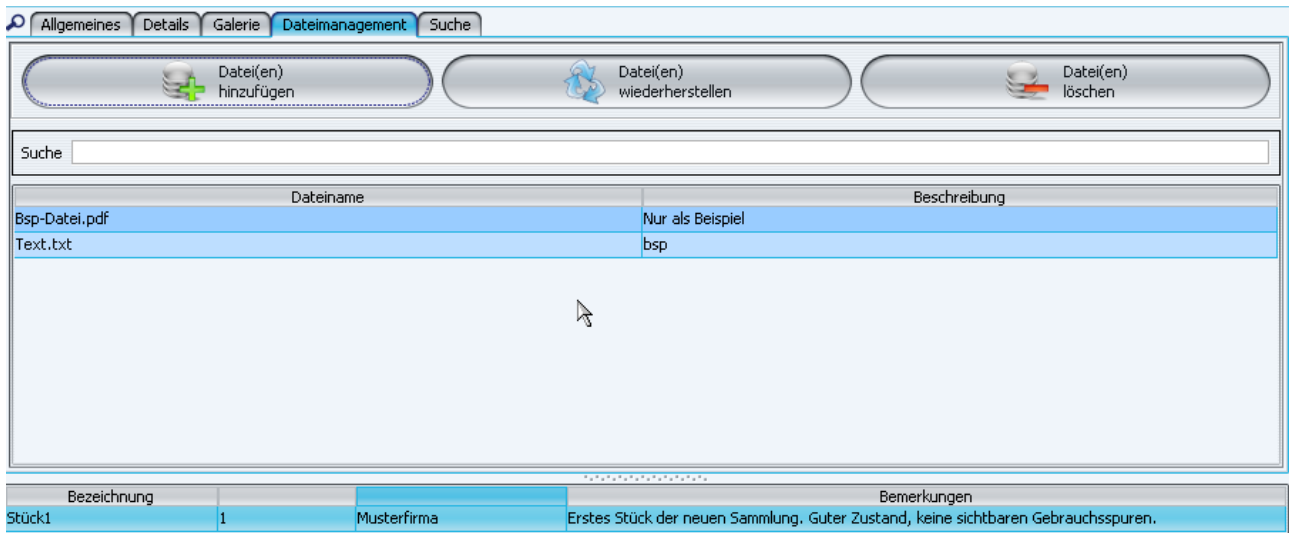 Allgemeines Details Galerie Dateimanagement Suche
Datei(en)
hinzufügen
Datei(en)
wiederherstellen
Datei(en)
löschen
Suche
Dateiname Beschreibung
Bsp-Datei.pdf Nur als Beispiel
Text.txt bsp
Bezeichnung Bemerkungen
Stück1 1 Musterfirma Erstes Stück der neuen Sammlung. Guter Zustand, keine sichtbaren Gebrauchsspuren.